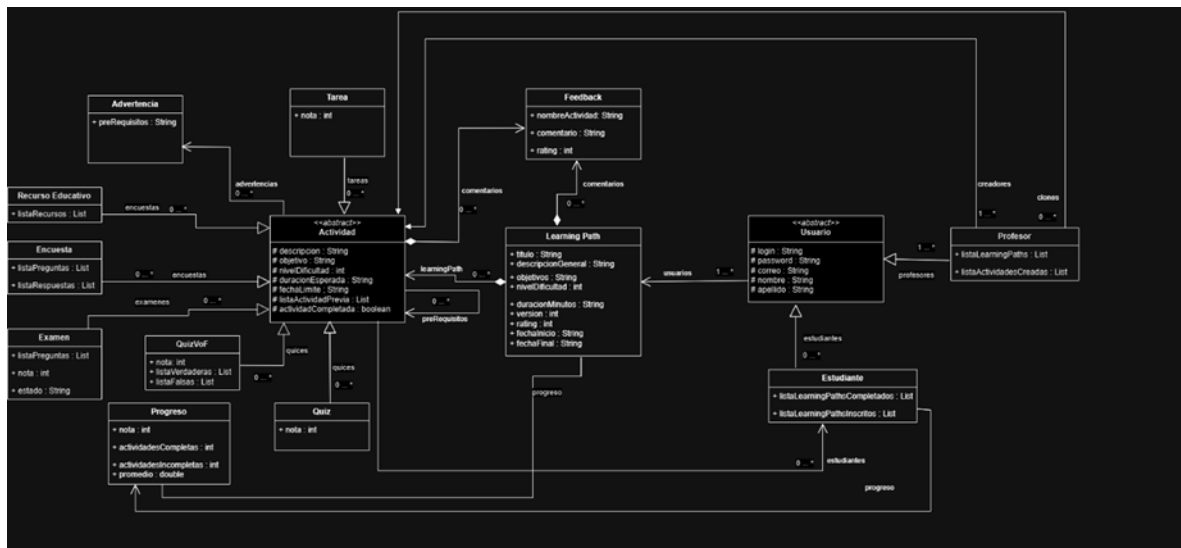 Advertencia
+ preRequisitos : String
Tarea
+ nota : int
Feedback
+ nombreActividad: String
+ comentario : String
+ rating : int
advertencias
0 ...*
tareas
0 ...*
comentarios
0 ...*
comentarios
0 ...*
creadores
1 ...*
clones
0 ...*
Recurso Educativo
+ listaRecursos : List
encuestas
0 ...*
Encuesta
+ listaPreguntas : List
+ listaRespuestas : List
0 ...*
encuestas
examenes
0 ...*
<<abstract>>
Actividad
# descripcion : String
# objetivo : String
# nivelDificultad : int
# duracionEsperada : String
# fechaLimite : String
# listaActividadPrevia : List
# actividadCompletada : boolean
learningPath
0 ...*
0 ...*
preRequisitos
Learning Path
+ titulo : String
+ descripcionGeneral : String
+ objetivos : String
+ nivelDificultad : int
+ duracionMinutos : String
+ version : int
+ rating : int
+ fechaInicio : String
+ fechaFinal : String
usuarios
1 ...*
<<abstract>>
Usuario
# login : String
# password : String
# correo : String
# nombre : String
# apellido : String
1 ...*
profesores
Profesor
+ listaLearningPaths : List
+ listaActividadesCreadas : List
Examen
+ listaPreguntas : List
+ nota : int
+ estado : String
QuizVoF
+ nota: int
+ listaVerdaderas : List
+ listaFalsas : List
quices
0 ...*
quices
0 ...*
Quiz
+ nota : int
progreso
estudiantes
0 ...*
Estudiante
+ listaLearningPathsCompletados : List
+ listaLearningPathsInscritos : List
Progreso
+ nota : int
+ actividadesCompletas : int
+ actividadesIncompletas : int
+ promedio : double
0 ...*
estudiantes
progreso